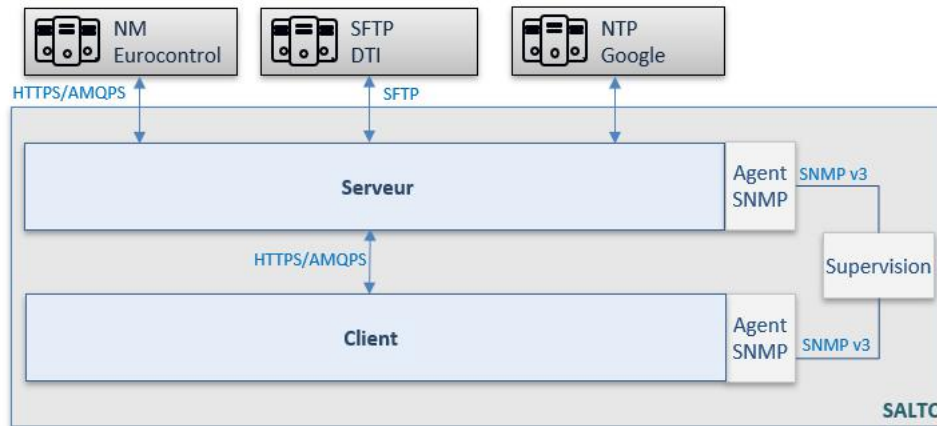 NM
Eurocontrol
SFTP
DTI
NTP
Google
HTTPS/AMQPS
SFTP
Serveur
Agent
SNMP
SNMP v3
HTTPS/AMQPS
Supervision
Client
Agent
SNMP
SNMP v3
SALTO